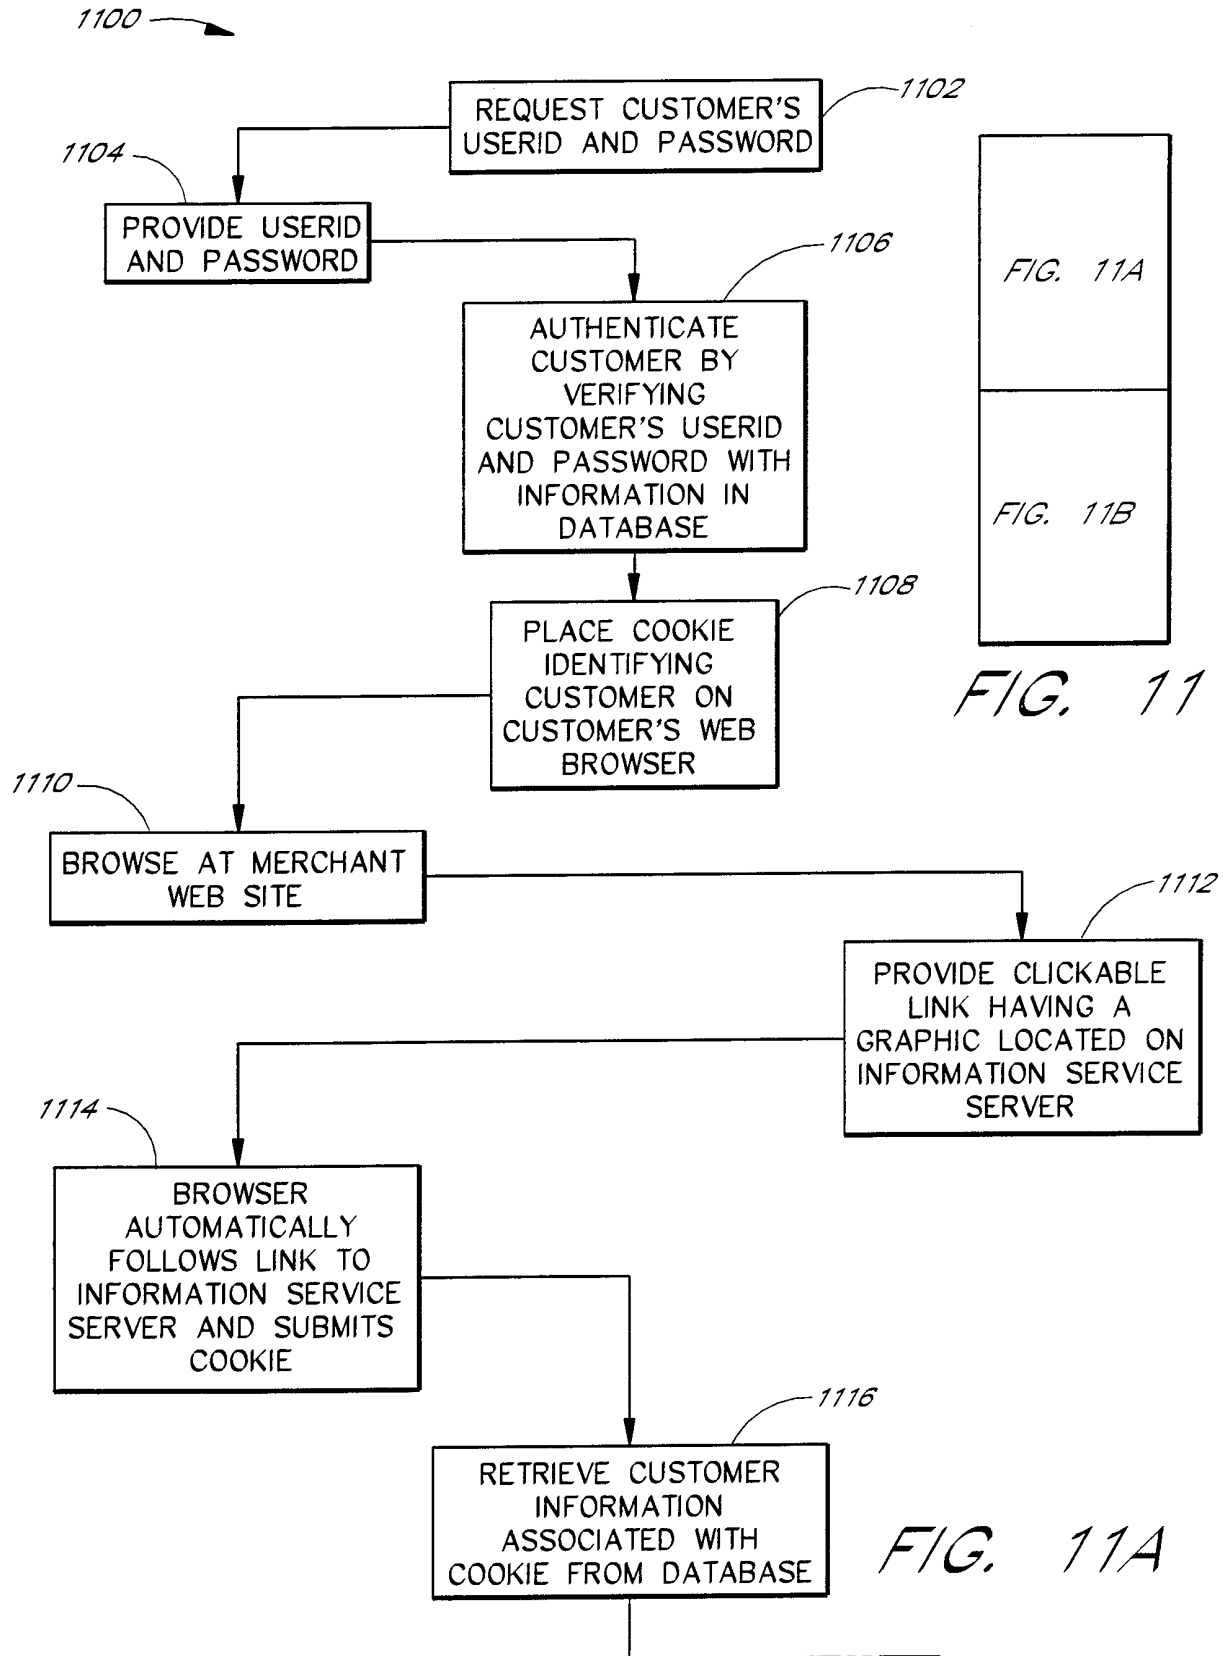 1100
1102
REQUEST CUSTOMER'S
USERID AND PASSWORD
1104
PROVIDE USERID
AND PASSWORD
1106
AUTHENTICATE
CUSTOMER BY
VERIFYING
CUSTOMER'S USERID
AND PASSWORD WITH
INFORMATION IN
DATABASE
FIG. 11A
FIG. 11B
FIG. 11
1108
PLACE COOKIE
IDENTIFYING
CUSTOMER ON
CUSTOMER'S WEB
BROWSER
1110
BROWSE AT MERCHANT
WEB SITE
1112
PROVIDE CLICKABLE
LINK HAVING A
GRAPHIC LOCATED ON
INFORMATION SERVICE
SERVER
1114
BROWSER
AUTOMATICALLY
FOLLOWS LINK TO
INFORMATION SERVICE
SERVER AND SUBMITS
COOKIE
1116
RETRIEVE CUSTOMER
INFORMATION
ASSOCIATED WITH
COOKIE FROM DATABASE
FIG. 11A